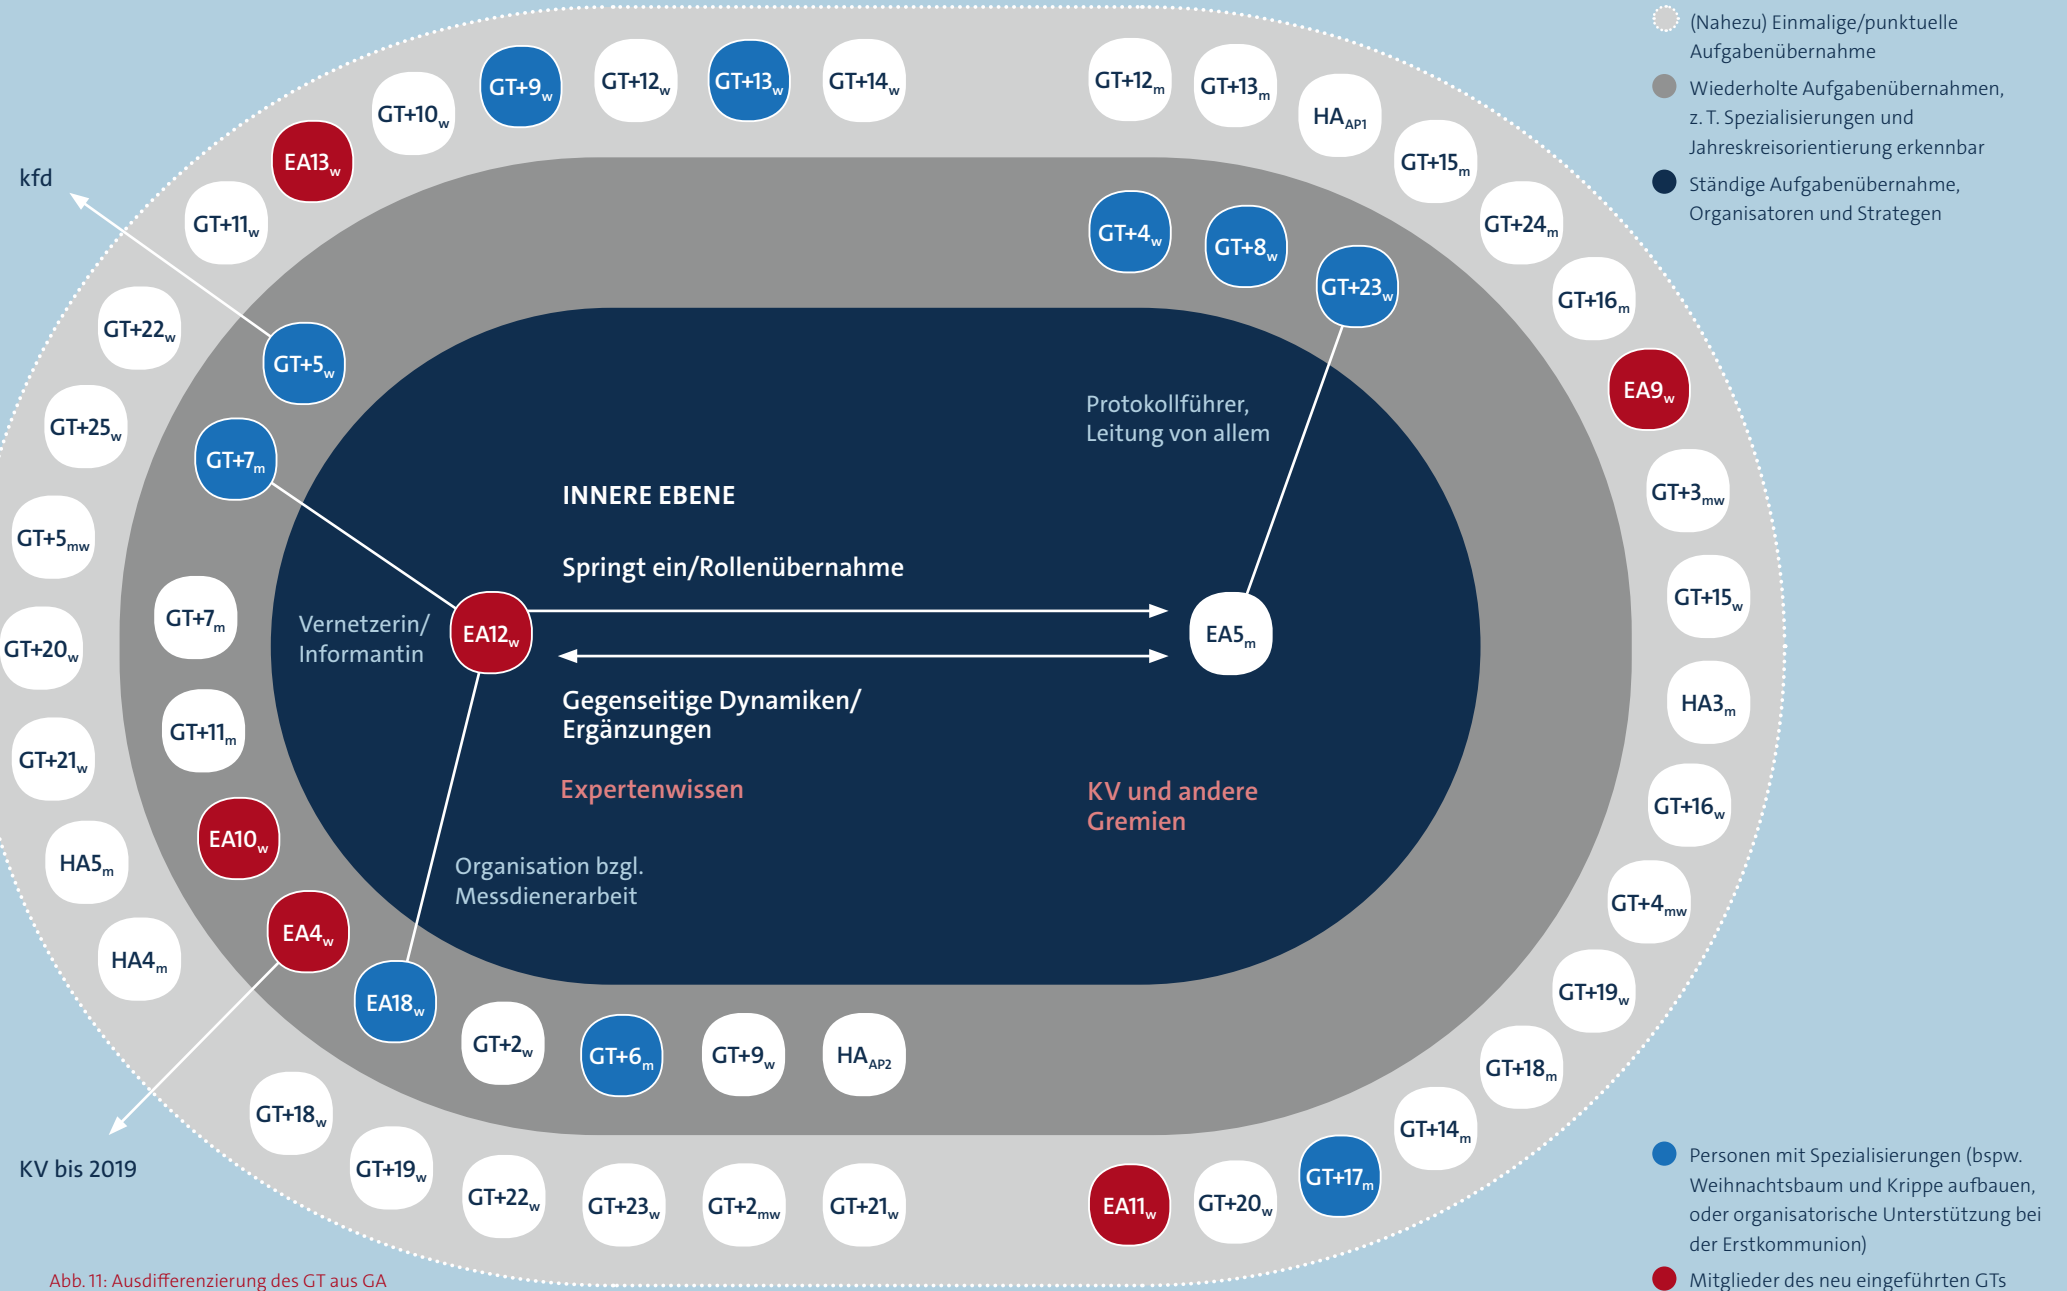 (Nahezu) Einmalige/punktuelle
Aufgabenübernahme
Wiederholte Aufgabenübernahmen,
z. T. Spezialisierungen und
Jahreskreisorientierung erkennbar
Ständige Aufgabenübernahme,
Organisatoren und Strategen
GT+9w
GT+12w
GT+13w
GT+14w
GT+12m
GT+13m
GT+10w
HAAP1
EA13w
GT+15m
kfd
GT+11w
GT+24m
GT+4w
GT+8w
GT+23w
GT+16m
GT+22w
GT+5w
EA9w
GT+25w
GT+7m
Protokollführer,
Leitung von allem
INNERE EBENE
GT+3mw
GT+5mw
Springt ein/Rollenübernahme
GT+15w
GT+7m
Vernetzerin/
Informantin
EA12w
EA5m
GT+20w
Gegenseitige Dynamiken/
Ergänzungen
HA3m
GT+11m
GT+21w
Expertenwissen
KV und andere
Gremien
GT+16w
EA10w
HA5m
Organisation bzgl.
Messdienerarbeit
GT+4mw
EA4w
HA4m
EA18w
GT+19w
GT+2w
GT+6m
GT+9w
HAAP2
GT+18m
GT+18w
GT+14m
KV bis 2019
GT+19w
GT+22w
GT+23w
GT+2mw
GT+21w
EA11w
GT+20w
GT+17m
Personen mit Spezialisierungen (bspw.
Weihnachtsbaum und Krippe aufbauen,
oder organisatorische Unterstützung bei
der Erstkommunion)
Mitglieder des neu eingeführten GTs
Abb. 11: Ausdifferenzierung des GT aus GA